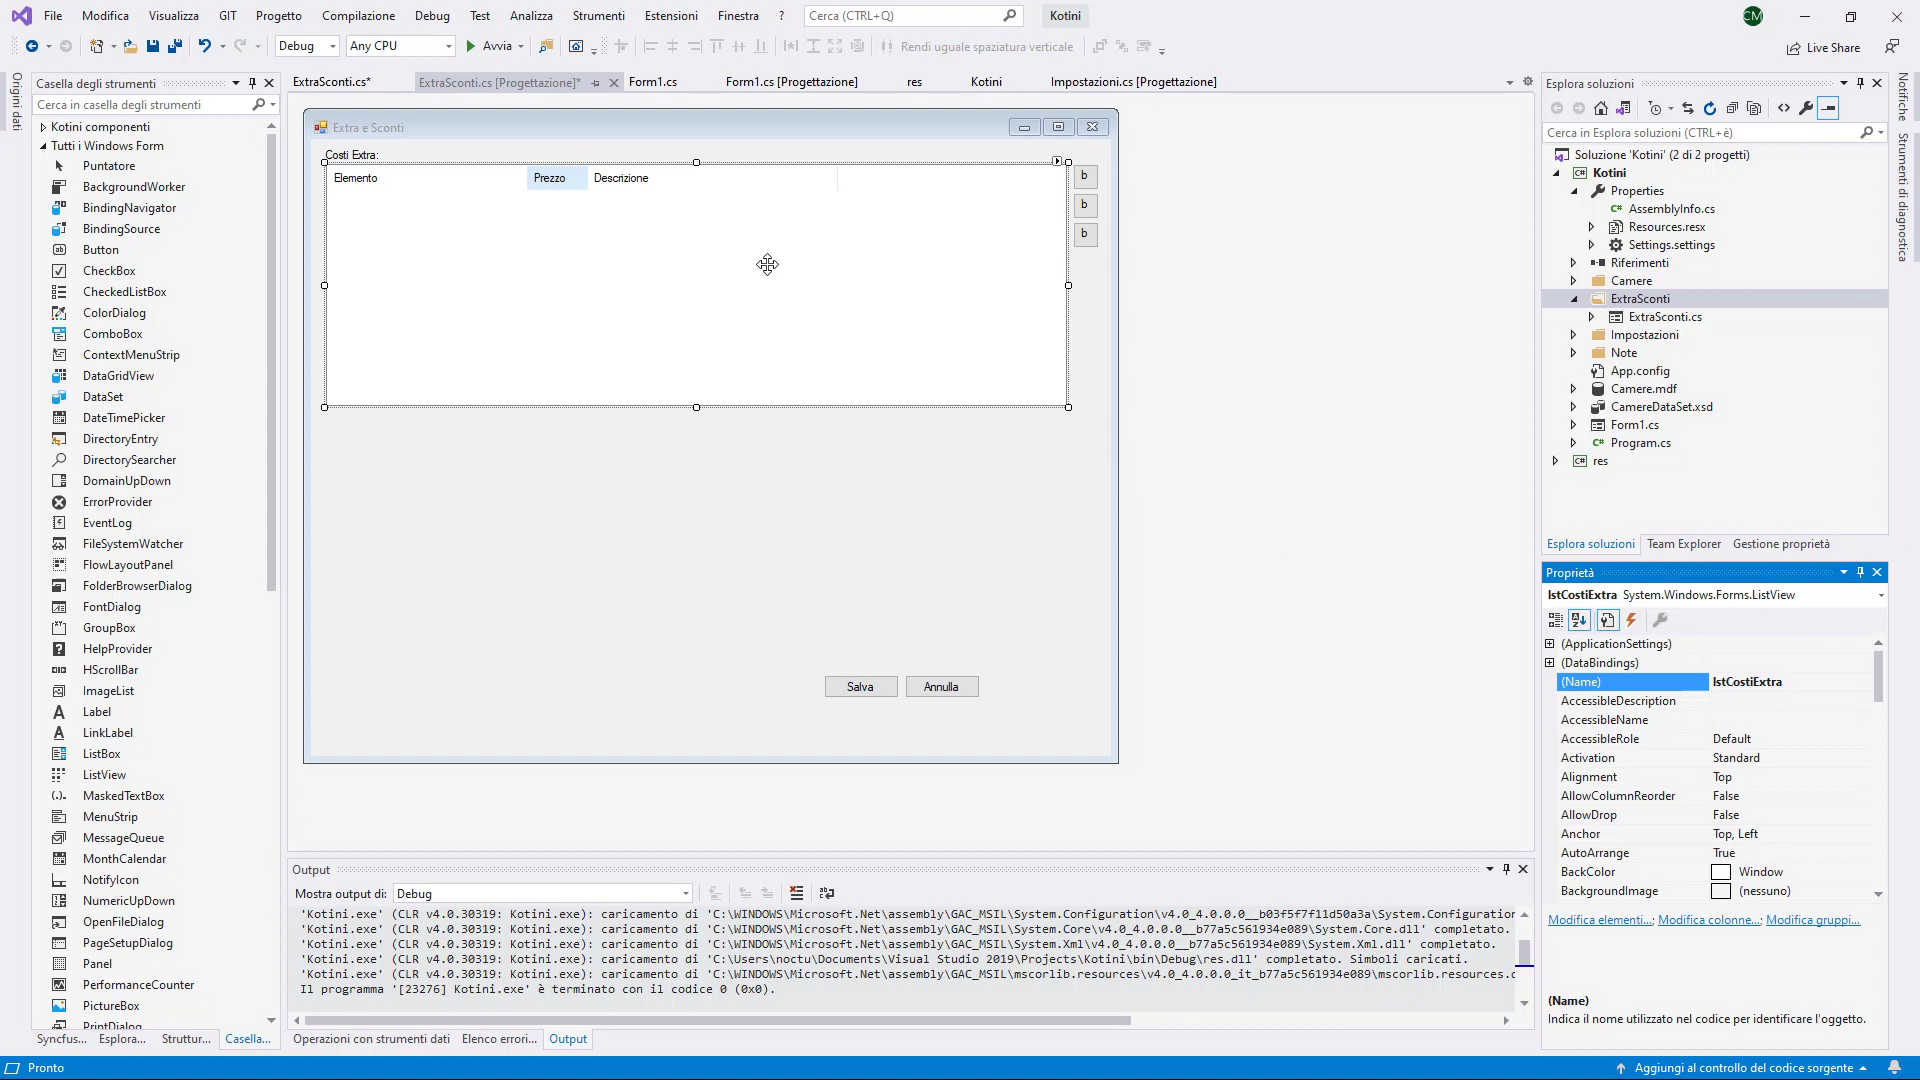 File Modifica Visualizza GIT Progetto Compilazione Debug Test Analizza Strumenti Estensioni Finestra ? Cerca (CTRL+Q) Kotini CM
Debug Any CPU Avvia Rendi uguale spaziatura verticale Live Share
Origini dati
Casella degli strumenti
Cerca in casella degli strumenti
Kotini componenti
Tutti i Windows Form
Puntatore
BackgroundWorker
BindingNavigator
BindingSource
Button
CheckBox
CheckedListBox
ColorDialog
ComboBox
ContextMenuStrip
DataGridView
DataSet
DateTimePicker
DirectoryEntry
DirectorySearcher
DomainUpDown
ErrorProvider
EventLog
FileSystemWatcher
FlowLayoutPanel
FolderBrowserDialog
FontDialog
GroupBox
HelpProvider
HScrollBar
ImageList
Label
LinkLabel
ListBox
ListView
MaskedTextBox
MenuStrip
MessageQueue
MonthCalendar
NotifyIcon
NumericUpDown
OpenFileDialog
PageSetupDialog
Panel
PerformanceCounter
PictureBox
PrintDialog
Syncfus... Esplora... Struttur... Casella...
ExtraSconti.cs* ExtraSconti.cs [Progettazione]* Form1.cs Form1.cs [Progettazione] res Kotini Impostazioni.cs [Progettazione]
Extra e Sconti
Costi Extra:
Elemento Prezzo Descrizione
b
b
b
Salva Annulla
Output
Mostra output di: Debug
'Kotini.exe' (CLR v4.0.30319: Kotini.exe): caricamento di 'C:\WINDOWS\Microsoft.Net\assembly\GAC_MSIL\System.Configuration\v4.0_4.0.0.0__b03f5f7f11d50a3a\System.Configuration
'Kotini.exe' (CLR v4.0.30319: Kotini.exe): caricamento di 'C:\WINDOWS\Microsoft.Net\assembly\GAC_MSIL\System.Core\v4.0_4.0.0.0__b77a5c561934e089\System.Core.dll' completato.
'Kotini.exe' (CLR v4.0.30319: Kotini.exe): caricamento di 'C:\WINDOWS\Microsoft.Net\assembly\GAC_MSIL\System.Xml\v4.0_4.0.0.0__b77a5c561934e089\System.Xml.dll' completato.
'Kotini.exe' (CLR v4.0.30319: Kotini.exe): caricamento di 'C:\Users\noctu\Documents\Visual Studio 2019\Projects\Kotini\bin\Debug\res.dll' completato. Simboli caricati.
'Kotini.exe' (CLR v4.0.30319: Kotini.exe): caricamento di 'C:\WINDOWS\Microsoft.Net\assembly\GAC_MSIL\mscorlib.resources\v4.0_4.0.0.0_it_b77a5c561934e089\mscorlib.resources.d
Il programma '[23276] Kotini.exe' è terminato con il codice 0 (0x0).
Operazioni con strumenti dati Elenco errori... Output
Esplora soluzioni
Cerca in Esplora soluzioni (CTRL+è)
Soluzione 'Kotini' (2 di 2 progetti)
Kotini
Properties
AssemblyInfo.cs
Resources.resx
Settings.settings
Riferimenti
Camere
ExtraSconti
ExtraSconti.cs
Impostazioni
Note
App.config
Camere.mdf
CamereDataSet.xsd
Form1.cs
Program.cs
res
Esplora soluzioni Team Explorer Gestione proprietà
Proprietà
lstCostiExtra System.Windows.Forms.ListView
(ApplicationSettings)
(DataBindings)
(Name) lstCostiExtra
AccessibleDescription
AccessibleName
AccessibleRole Default
Activation Standard
Alignment Top
AllowColumnReorder False
AllowDrop False
Anchor Top, Left
AutoArrange True
BackColor Window
BackgroundImage (nessuno)
Modifica elementi...; Modifica colonne...; Modifica gruppi...
(Name)
Indica il nome utilizzato nel codice per identificare l'oggetto.
Notifiche
Strumenti di diagnostica
Pronto Aggiungi al controllo del codice sorgente